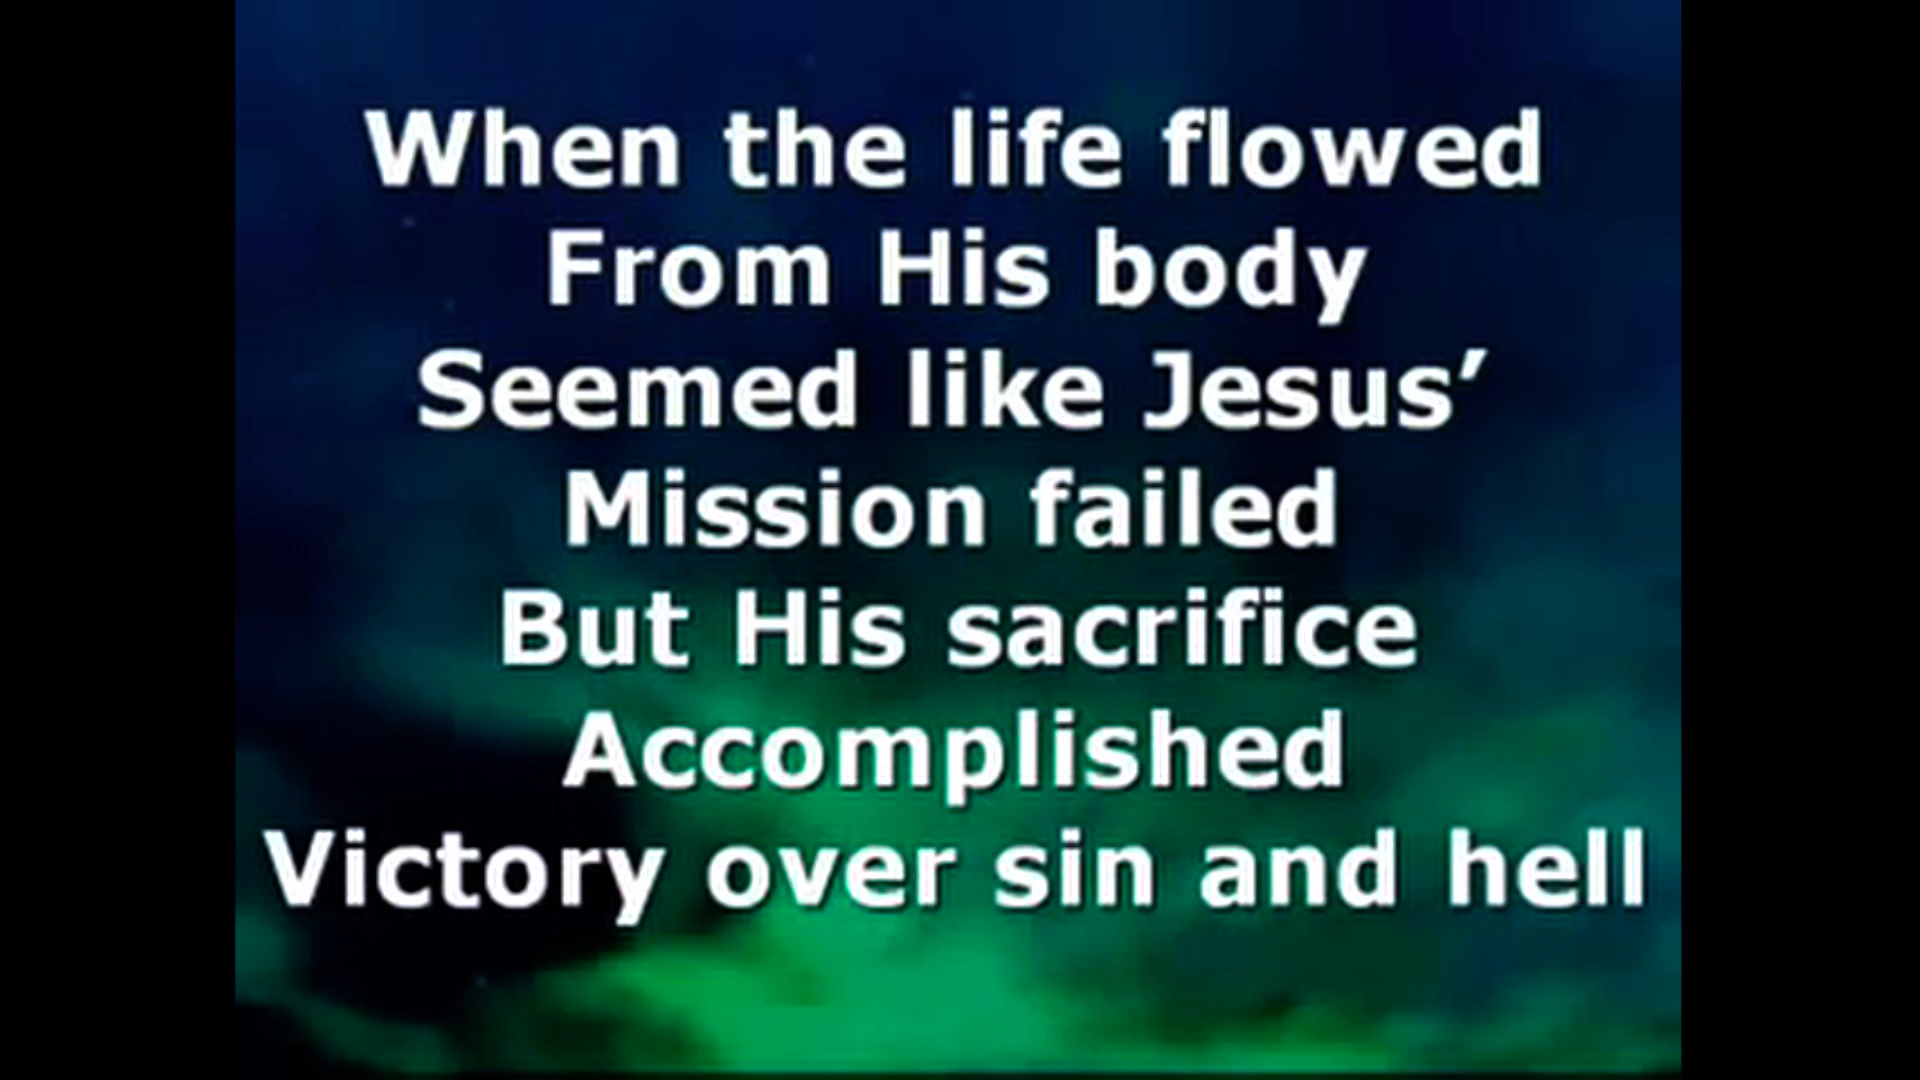 When the life flowed
From His body
Seemed like Jesus’
Mission failed
But His sacrifice
Accomplished
Victory over sin and hell